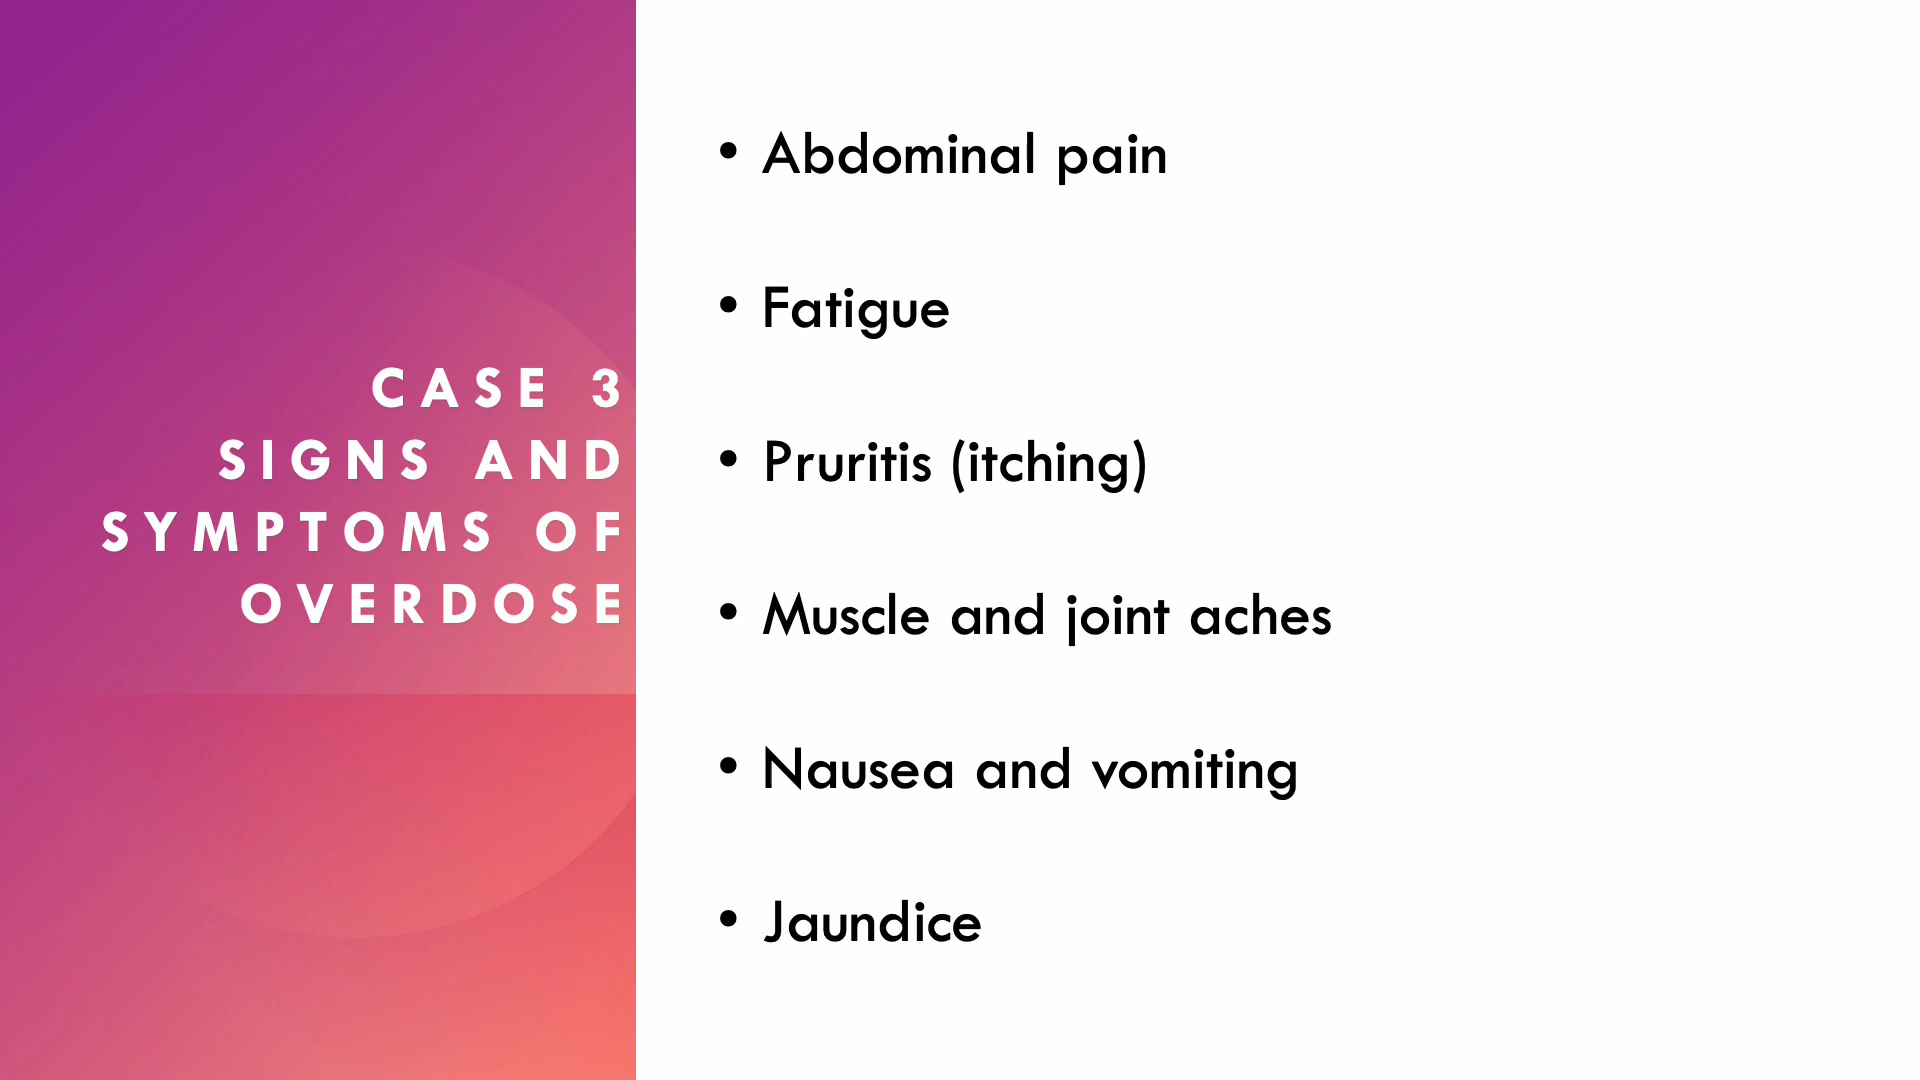 CASE 3
SIGNS AND
SYMPTOMS OF
OVERDOSE
• Abdominal pain
• Fatigue
• Pruritis (itching)
• Muscle and joint aches
• Nausea and vomiting
• Jaundice